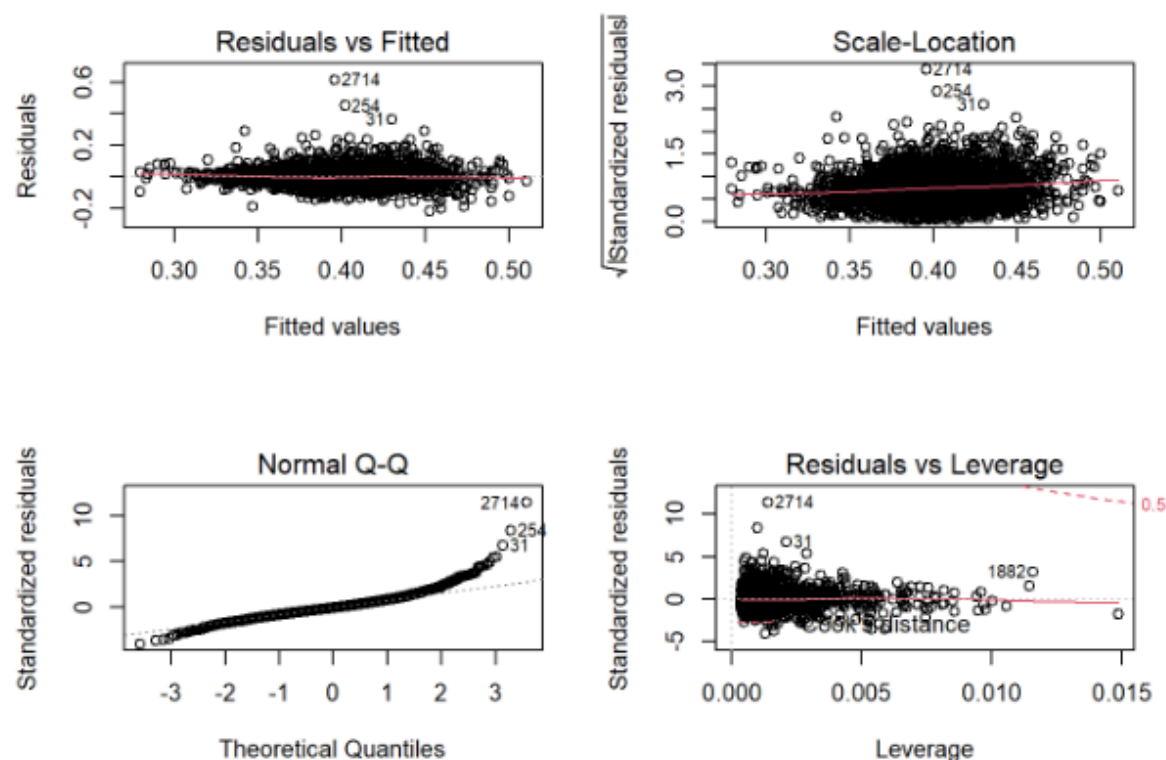 Residuals vs Fitted
Residuals
0.6
0.2
-0.2
2714
254
31
0.30 0.35 0.40 0.45 0.50
Fitted values
Scale-Location
√|Standardized residuals|
3.0
1.5
0.0
2714
254
31
0.30 0.35 0.40 0.45 0.50
Fitted values
Normal Q-Q
Standardized residuals
10
5
0
2714
254
31
-3 -2 -1 0 1 2 3
Theoretical Quantiles
Residuals vs Leverage
Standardized residuals
10
5
0
-5
2714
31
1882
0.5
Cook's distance
0.000 0.005 0.010 0.015
Leverage